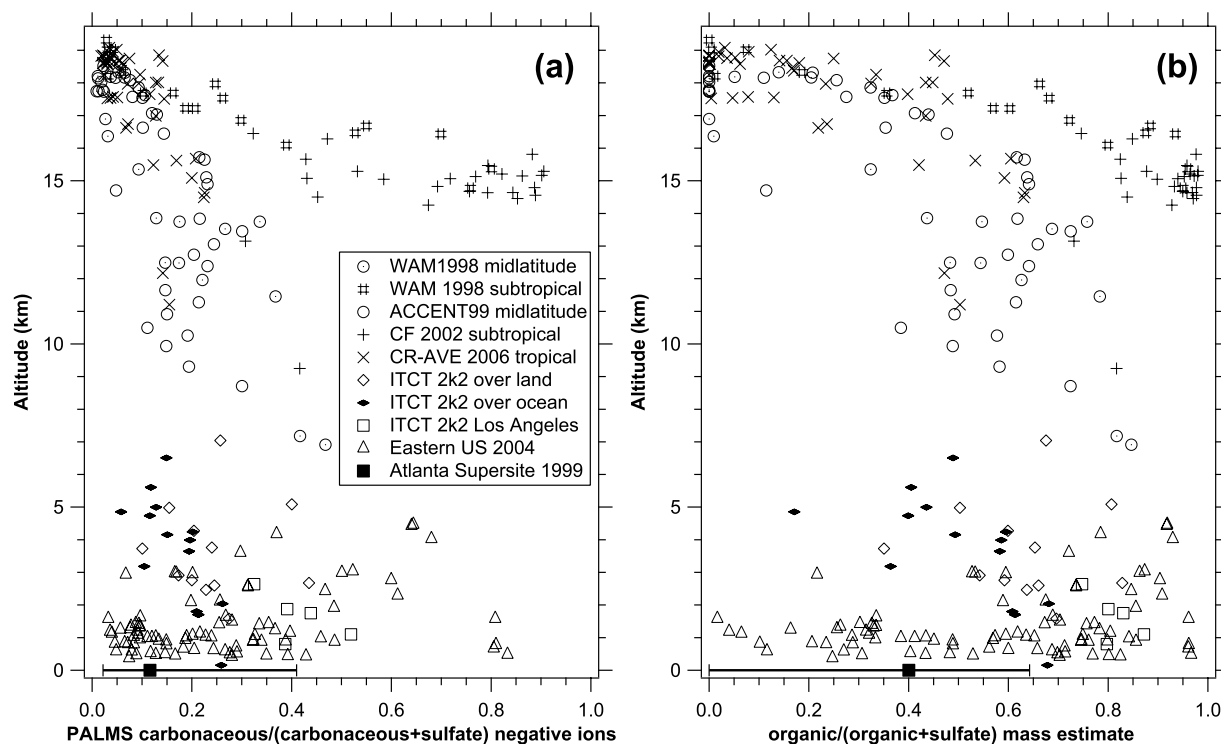 (a)
(b)
Altitude (km)
15
10
5
0
WAM1998 midlatitude
WAM 1998 subtropical
ACCENT99 midlatitude
CF 2002 subtropical
CR-AVE 2006 tropical
ITCT 2k2 over land
ITCT 2k2 over ocean
ITCT 2k2 Los Angeles
Eastern US 2004
Atlanta Supersite 1999
0.0 0.2 0.4 0.6 0.8 1.0
PALMS carbonaceous/(carbonaceous+sulfate) negative ions
Altitude (km)
15
10
5
0
0.0 0.2 0.4 0.6 0.8 1.0
organic/(organic+sulfate) mass estimate